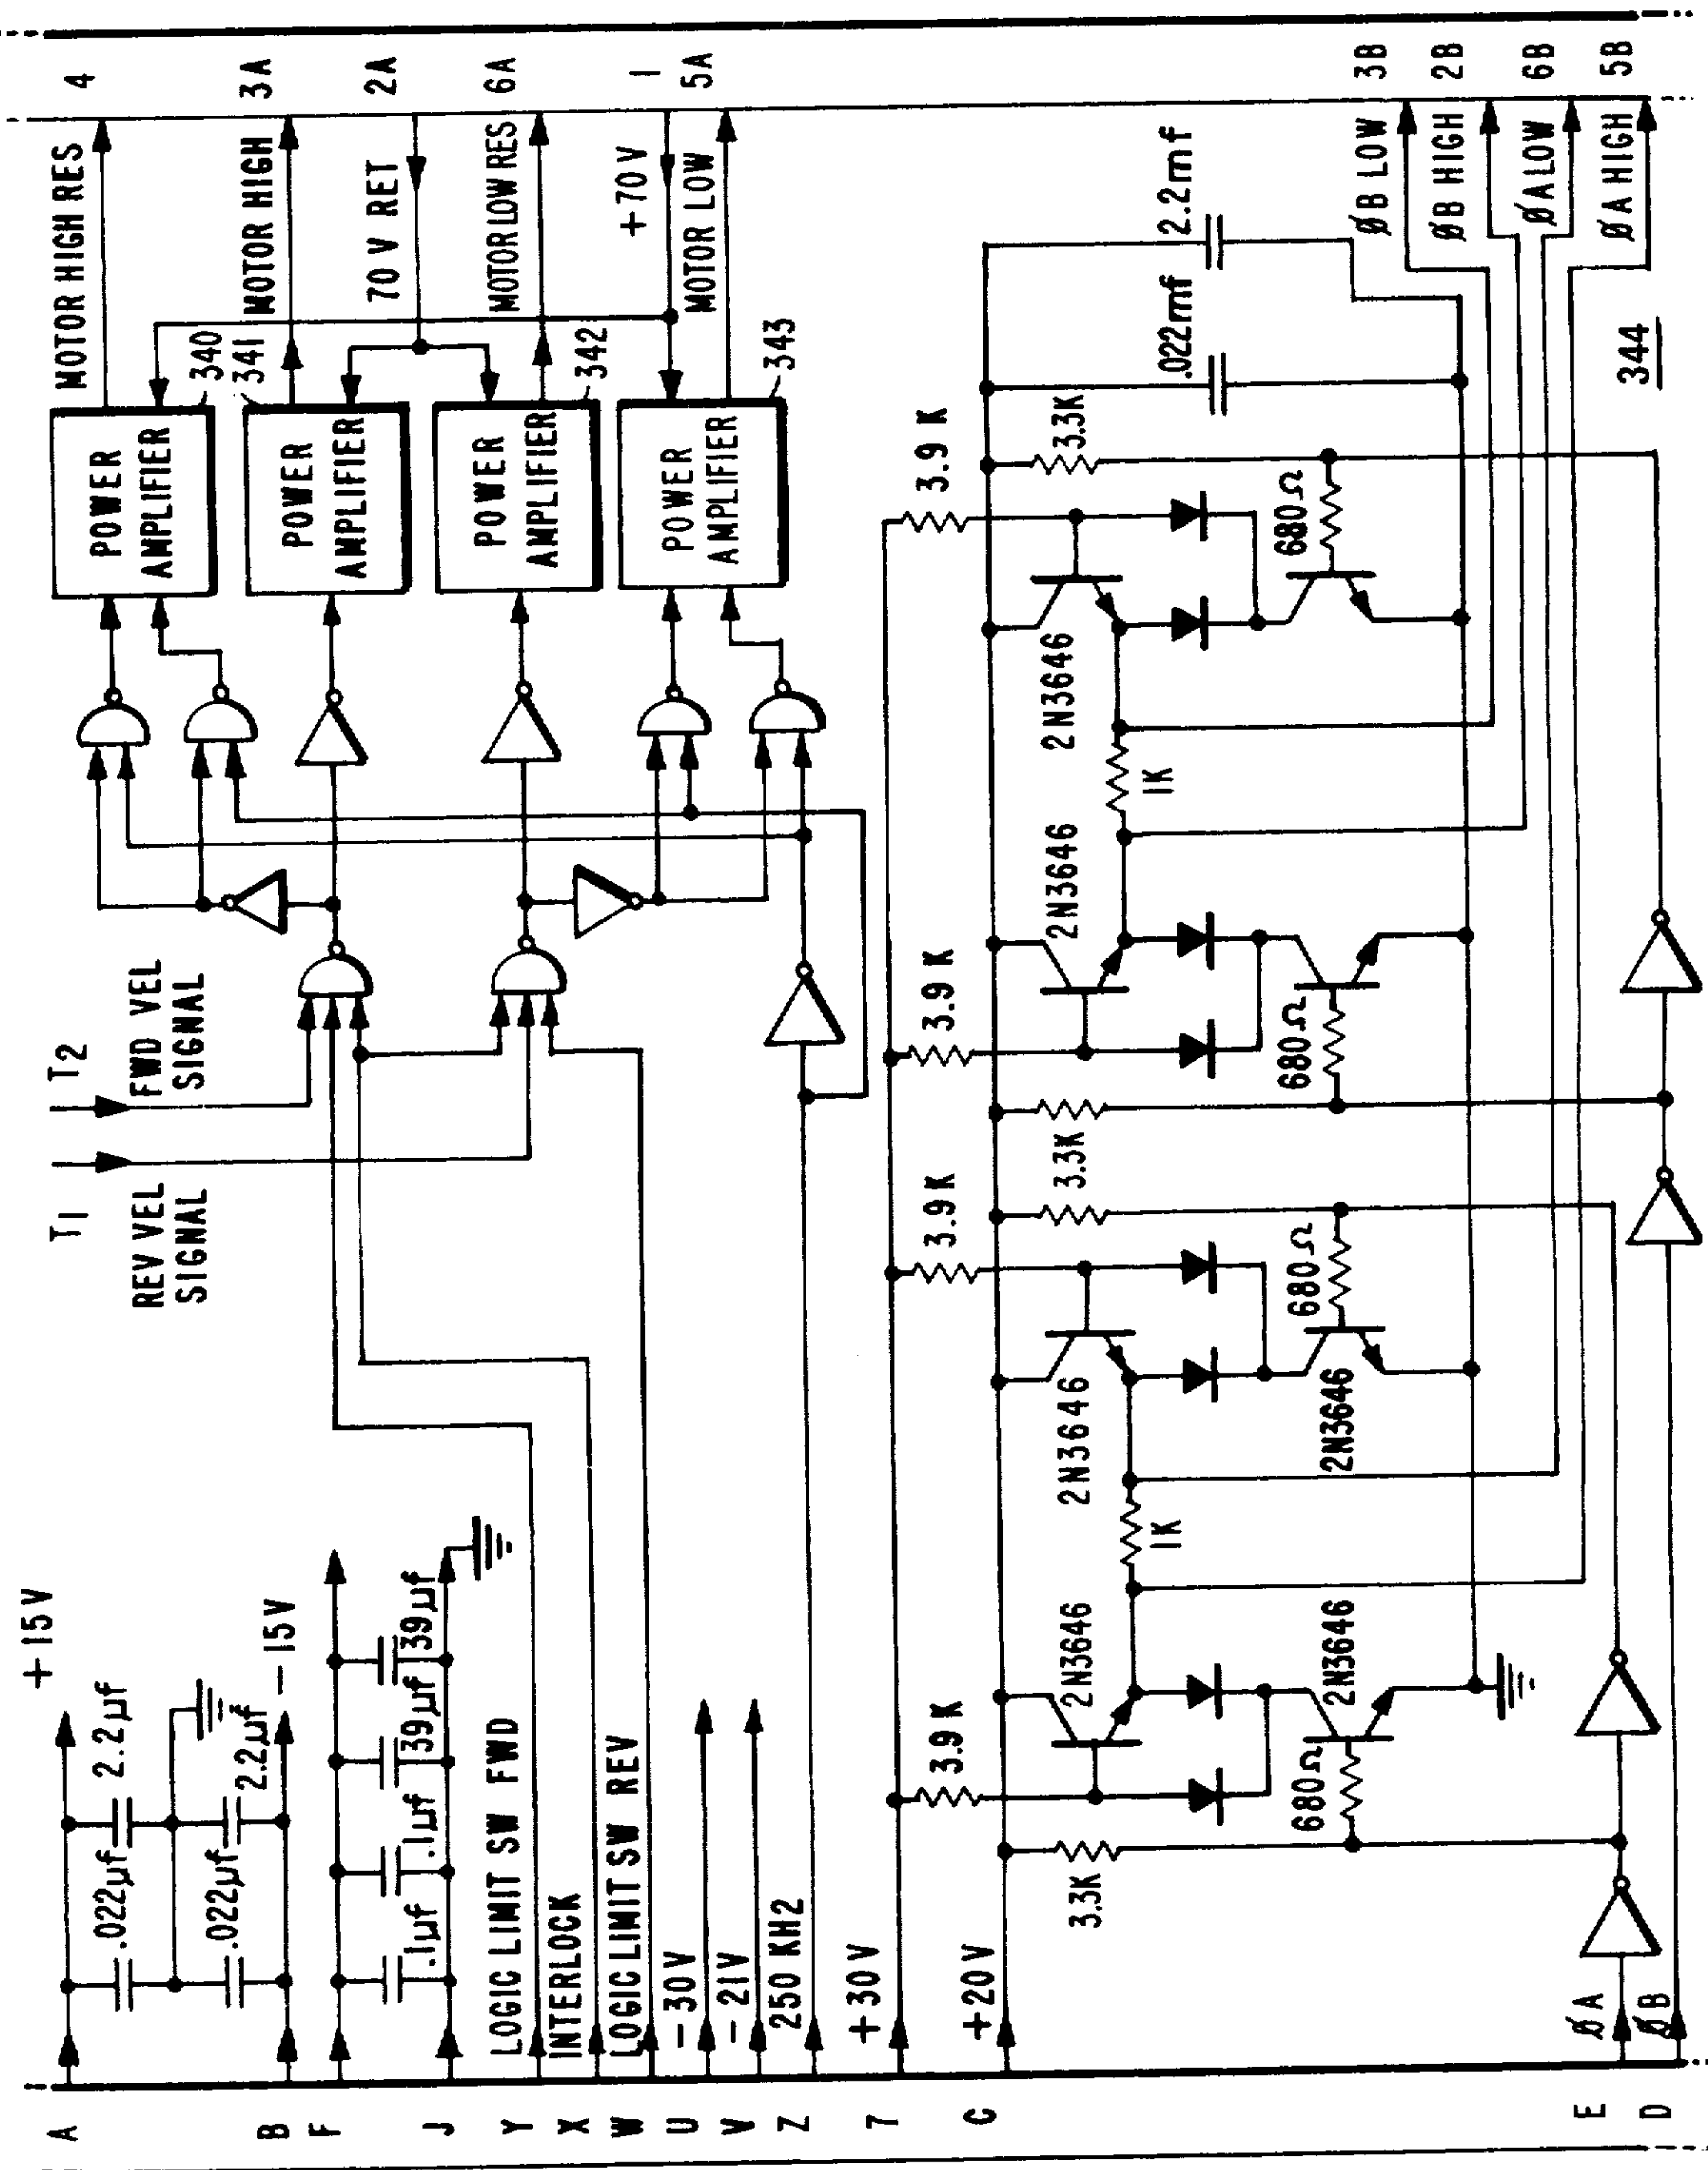 A
B
F
J
Y
X
W
U
V
Z
7
C
E
D
+15V
2.2µf
.022µf
2.2µf
.022µf
-15V
39µf
39µf
.1µf
.1µf
LOGIC LIMIT SW FWD
INTERLOCK
LOGIC LIMIT SW REV
-30V
-21V
250 KH2
+30V
+20V
ØA
ØB
T1
REV VEL
SIGNAL
T2
FWD VEL
SIGNAL
POWER
AMPLIFIER
340
POWER
AMPLIFIER
341
POWER
AMPLIFIER
342
POWER
AMPLIFIER
343
MOTOR HIGH RES
MOTOR HIGH
70 V RET
MOTOR LOW RES
+70V
MOTOR LOW
4
3A
2A
6A
1
5A
3.9K
3.3K
2N3646
680Ω
2N3646
1K
3.9K
3.3K
2N3646
680Ω
2N3646
3.9 K
3.3K
2N3646
680Ω
1K
3.9 K
3.3K
2N3646
680Ω
.022mf
2.2mf
ØB LOW
ØB HIGH
ØA LOW
ØA HIGH
3B
2B
6B
5B
344